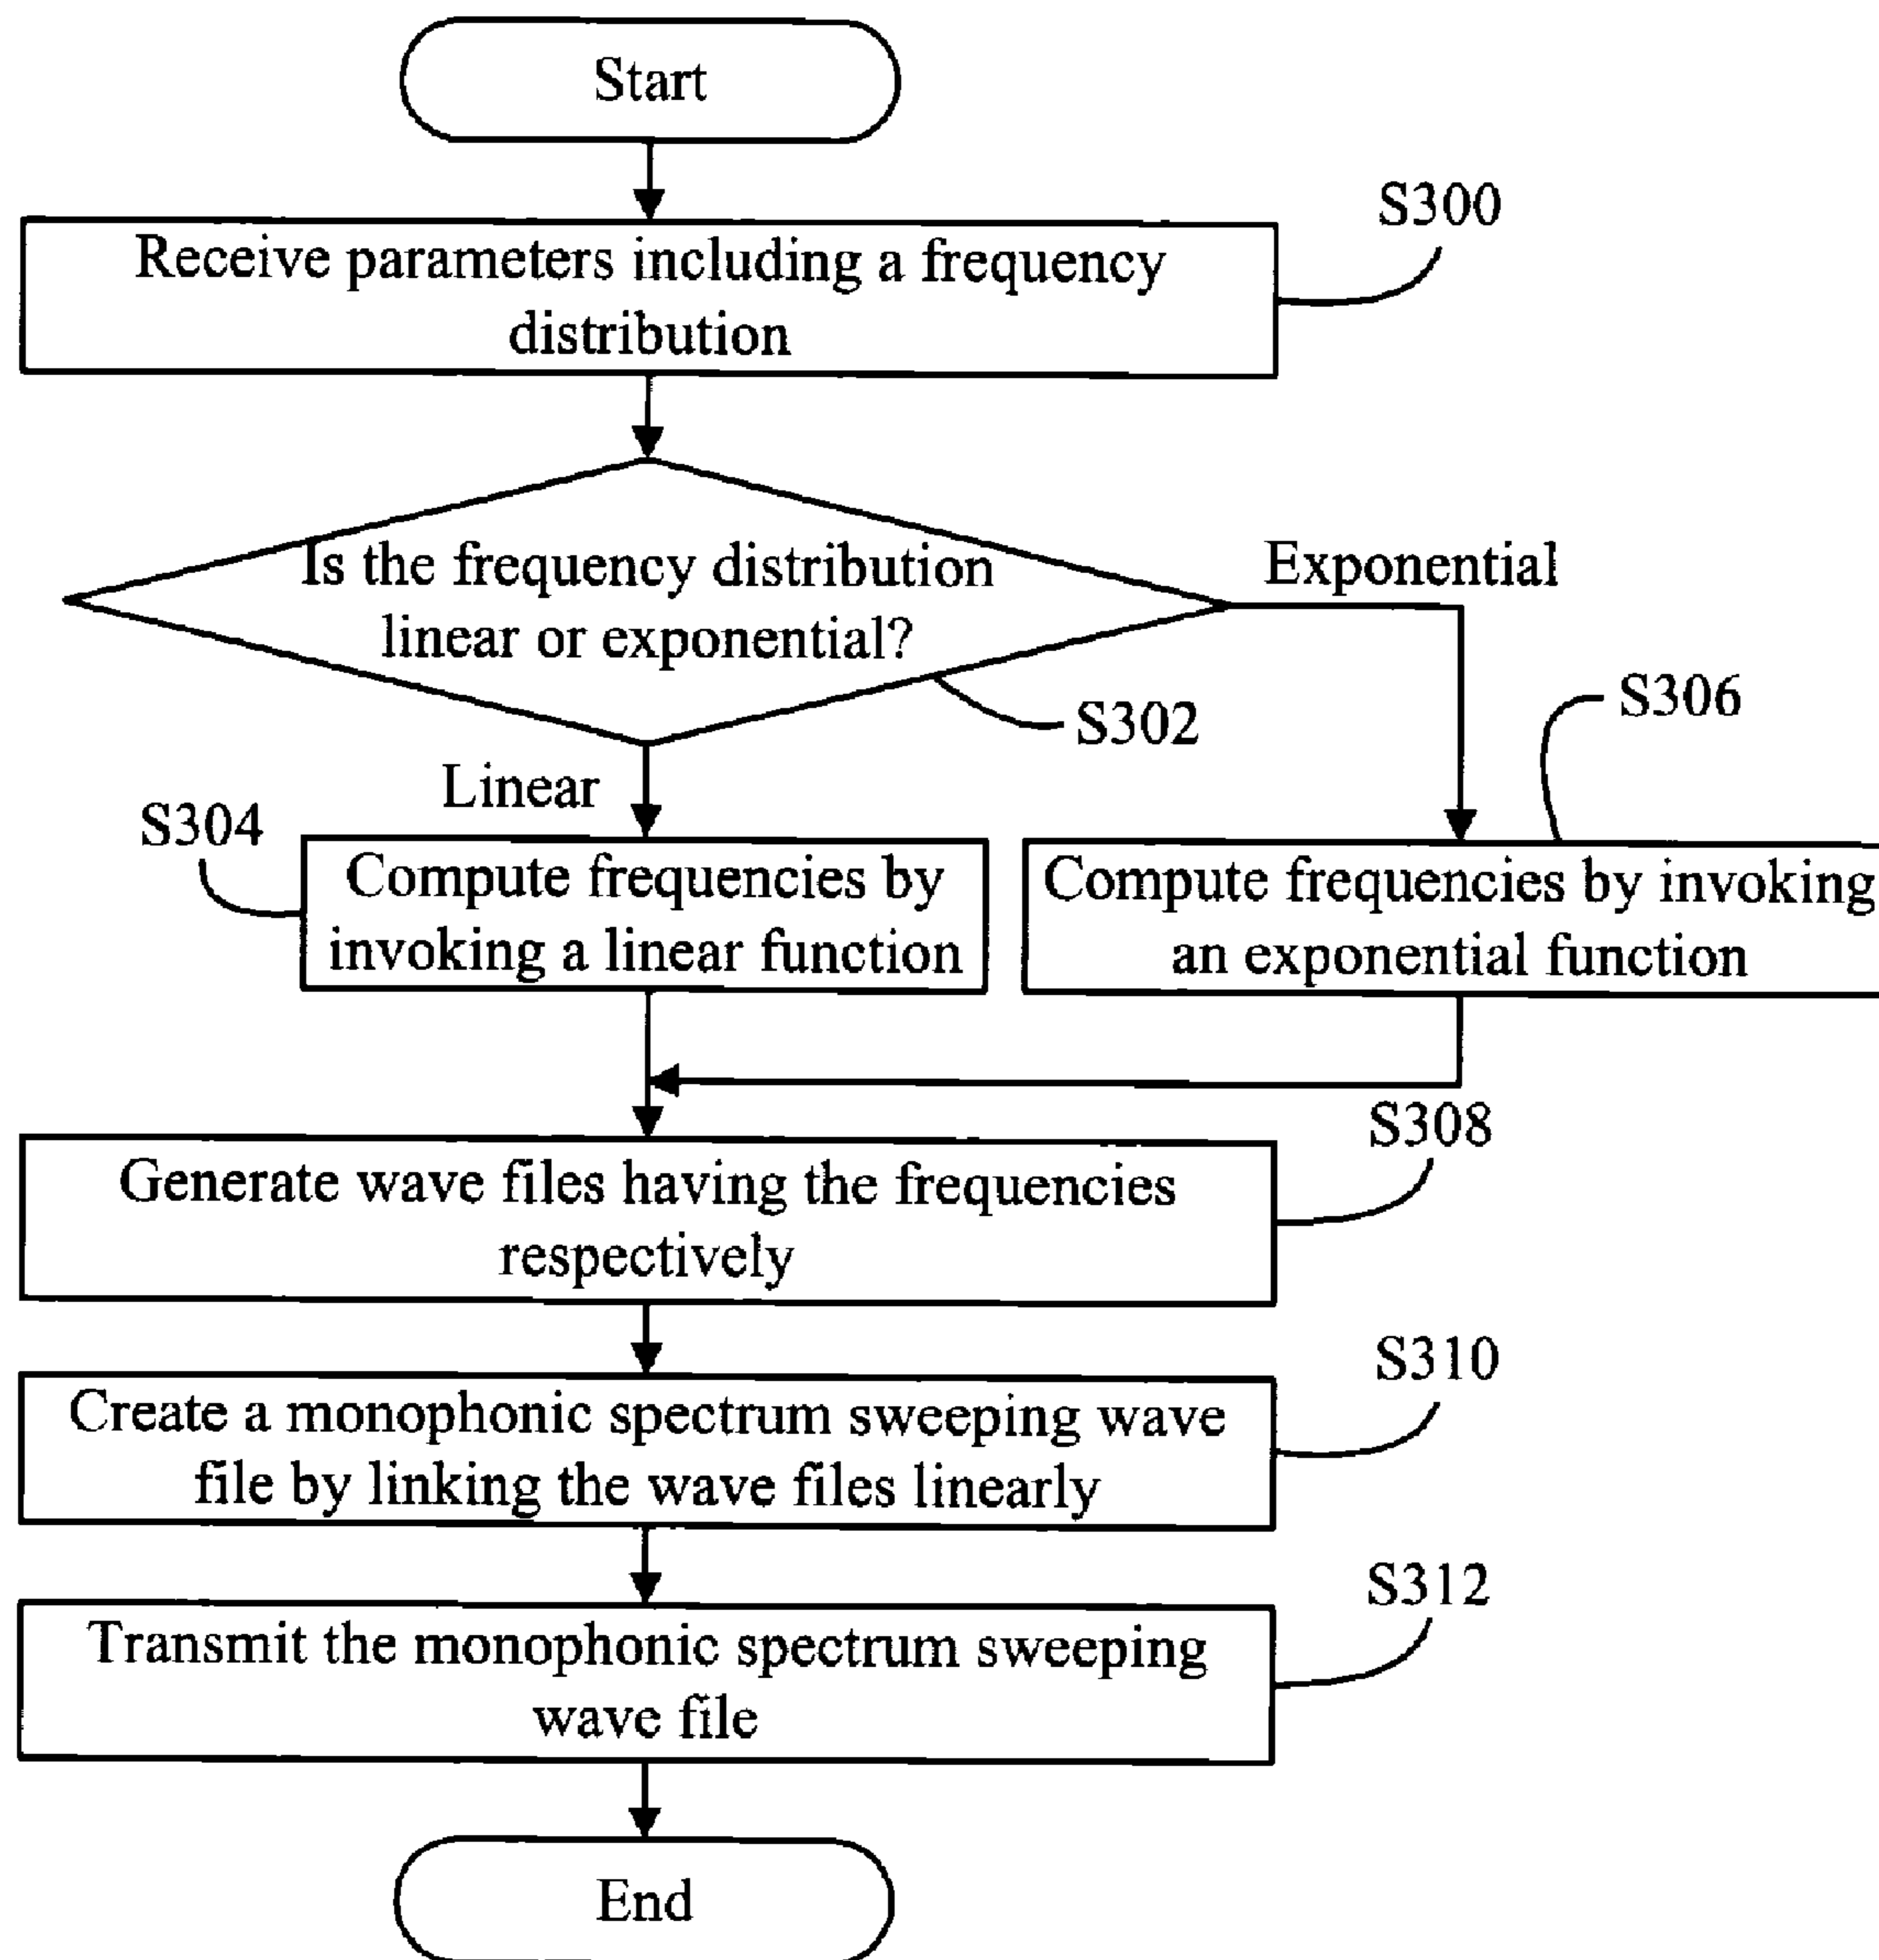 Start
S300
Receive parameters including a frequency
distribution
Is the frequency distribution
linear or exponential?
Exponential
S302
S306
Linear
S304
Compute frequencies by
invoking a linear function
Compute frequencies by invoking
an exponential function
S308
Generate wave files having the frequencies
respectively
S310
Create a monophonic spectrum sweeping wave
file by linking the wave files linearly
S312
Transmit the monophonic spectrum sweeping
wave file
End